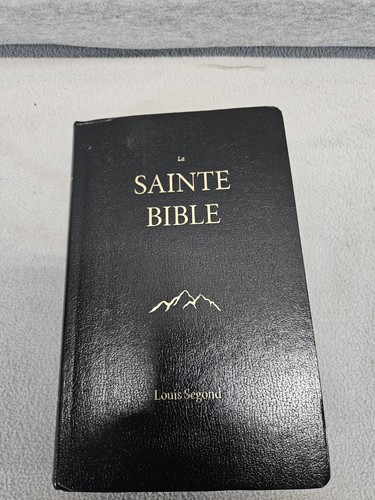 La
SAINTE
BIBLE
Louis Segond